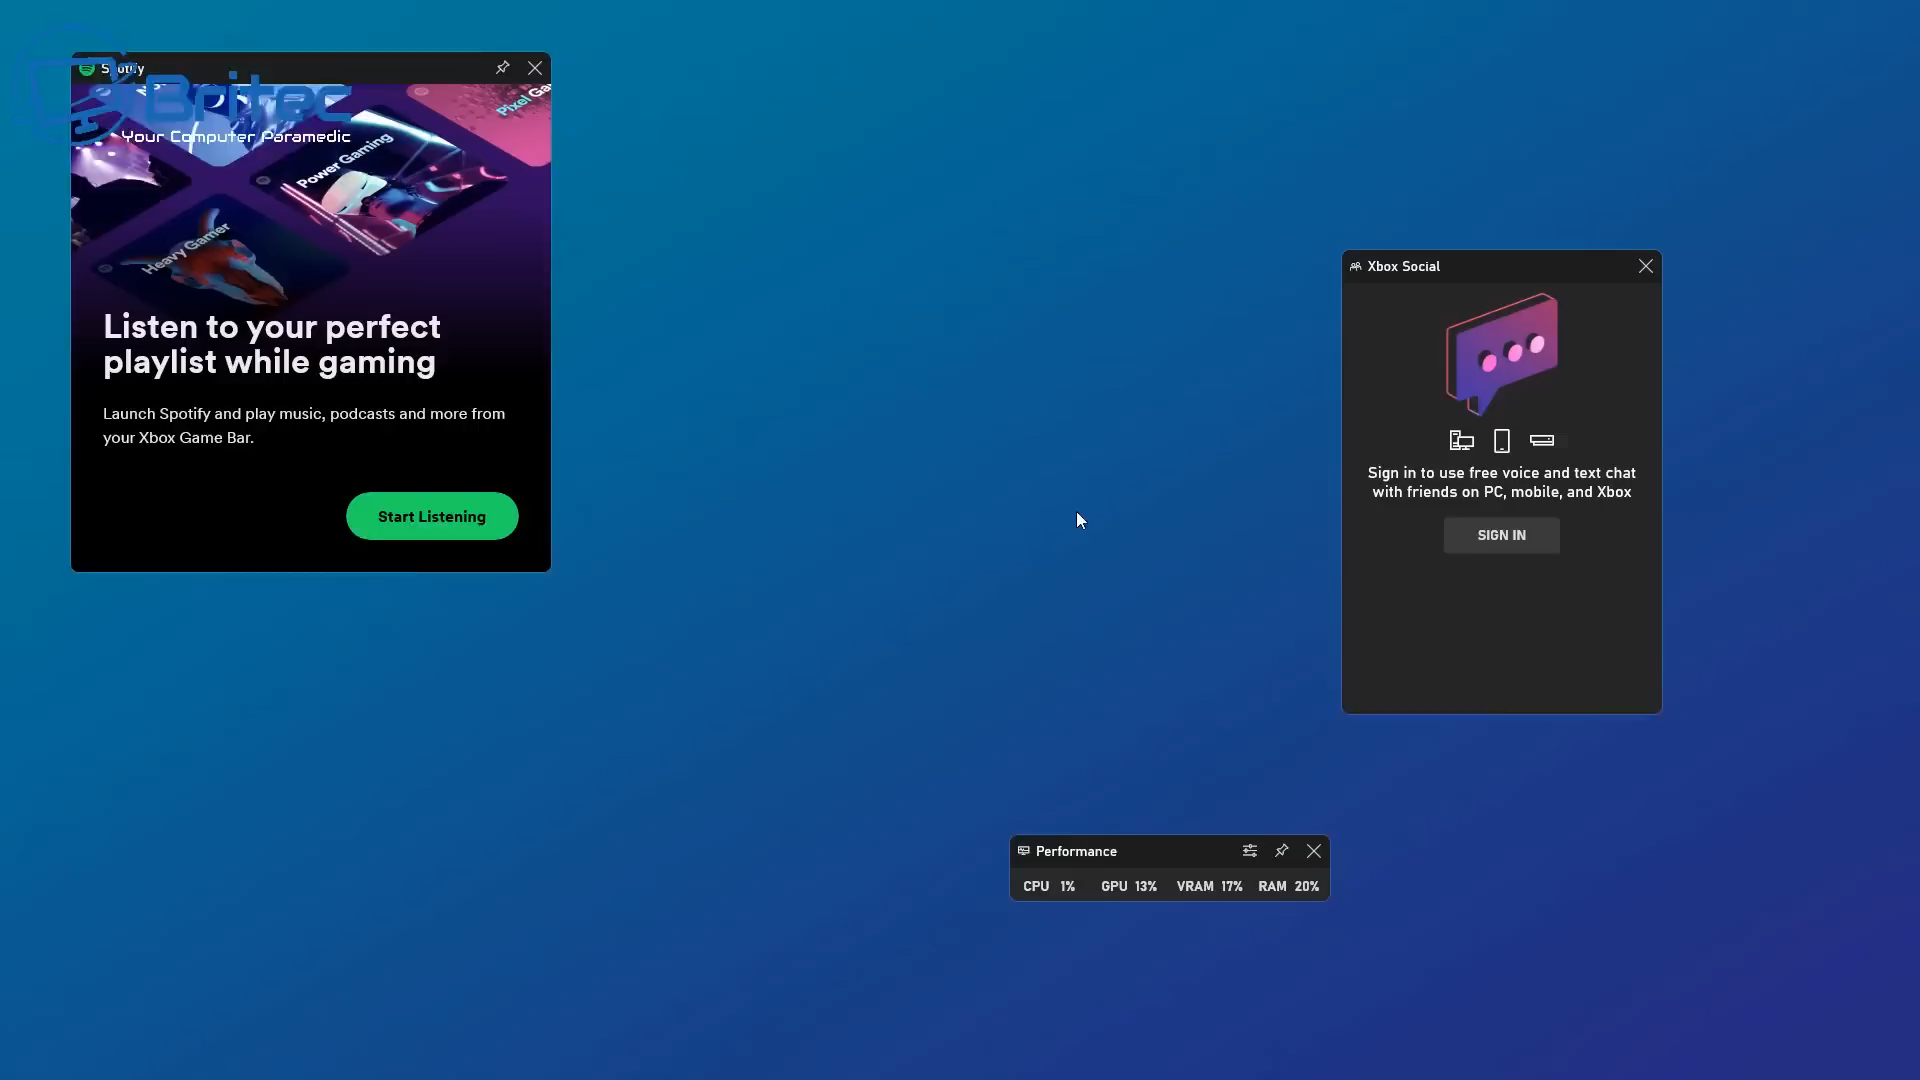 Spotify
Britec
Your Computer Paramedic
Pixel Ga
Power Gaming
Heavy Gamer
Listen to your perfect
playlist while gaming
Launch Spotify and play music, podcasts and more from
your Xbox Game Bar.
Start Listening
Xbox Social
Sign in to use free voice and text chat
with friends on PC, mobile, and Xbox
SIGN IN
Performance
CPU 1% GPU 13% VRAM 17% RAM 20%